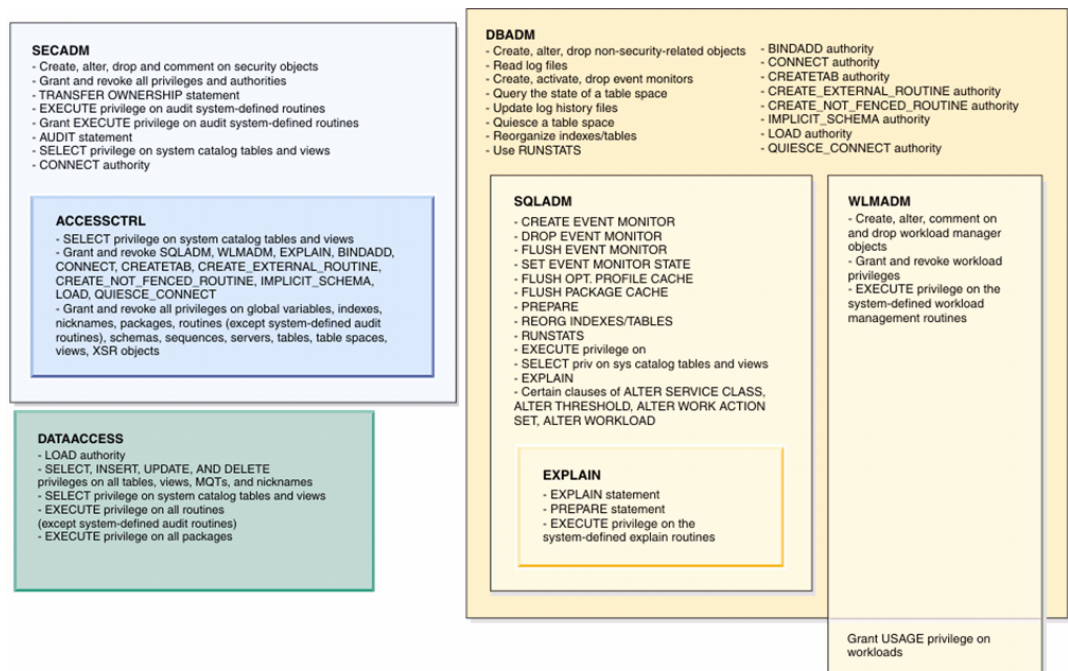 SECADM
- Create, alter, drop and comment on security objects
- Grant and revoke all privileges and authorities
- TRANSFER OWNERSHIP statement
- EXECUTE privilege on audit system-defined routines
- Grant EXECUTE privilege on audit system-defined routines
- AUDIT statement
- SELECT privilege on system catalog tables and views
- CONNECT authority
ACCESSCTRL
- SELECT privilege on system catalog tables and views
- Grant and revoke SQLADM, WLMADM, EXPLAIN, BINDADD,
CONNECT, CREATETAB, CREATE_EXTERNAL_ROUTINE,
CREATE_NOT_FENCED_ROUTINE, IMPLICIT_SCHEMA,
LOAD, QUIESCE_CONNECT
- Grant and revoke all privileges on global variables, indexes,
nicknames, packages, routines (except system-defined audit
routines), schemas, sequences, servers, tables, table spaces,
views, XSR objects
DATAACCESS
- LOAD authority
- SELECT, INSERT, UPDATE, AND DELETE
privileges on all tables, views, MQTs, and nicknames
- SELECT privilege on system catalog tables and views
- EXECUTE privilege on all routines
(except system-defined audit routines)
- EXECUTE privilege on all packages
DBADM
- Create, alter, drop non-security-related objects
- Read log files
- Create, activate, drop event monitors
- Query the state of a table space
- Update log history files
- Quiesce a table space
- Reorganize indexes/tables
- Use RUNSTATS
- BINDADD authority
- CONNECT authority
- CREATETAB authority
- CREATE_EXTERNAL_ROUTINE authority
- CREATE_NOT_FENCED_ROUTINE authority
- IMPLICIT_SCHEMA authority
- LOAD authority
- QUIESCE_CONNECT authority
SQLADM
- CREATE EVENT MONITOR
- DROP EVENT MONITOR
- FLUSH EVENT MONITOR
- SET EVENT MONITOR STATE
- FLUSH OPT. PROFILE CACHE
- FLUSH PACKAGE CACHE
- PREPARE
- REORG INDEXES/TABLES
- RUNSTATS
- EXECUTE privilege on
- SELECT priv on sys catalog tables and views
- EXPLAIN
- Certain clauses of ALTER SERVICE CLASS,
ALTER THRESHOLD, ALTER WORK ACTION
SET, ALTER WORKLOAD
EXPLAIN
- EXPLAIN statement
- PREPARE statement
- EXECUTE privilege on the
system-defined explain routines
WLMADM
- Create, alter, comment on
and drop workload manager
objects
- Grant and revoke workload
privileges
- EXECUTE privilege on the
system-defined workload
management routines
Grant USAGE privilege on
workloads